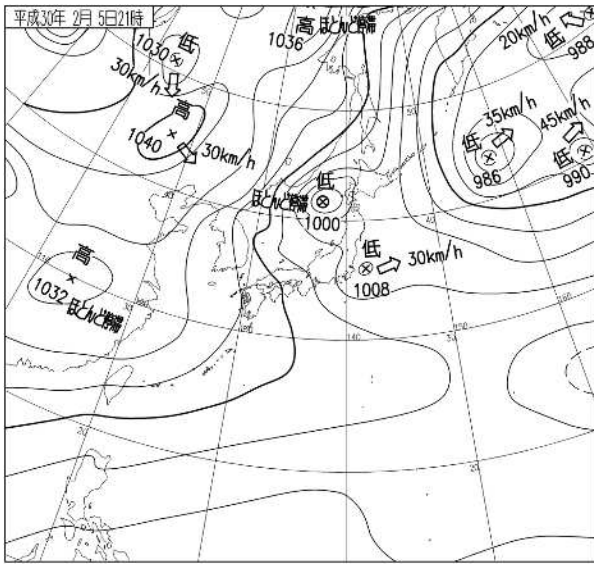 平成30年 2月 5日21時
低
1030
30km/h
高
1040
30km/h
高 ほとんど停滞
1036
20km/h
低
988
35km/h
低
986
45km/h
低
990
低
ほとんど停滞
1000
低
30km/h
1008
高
1032 ほとんど停滞